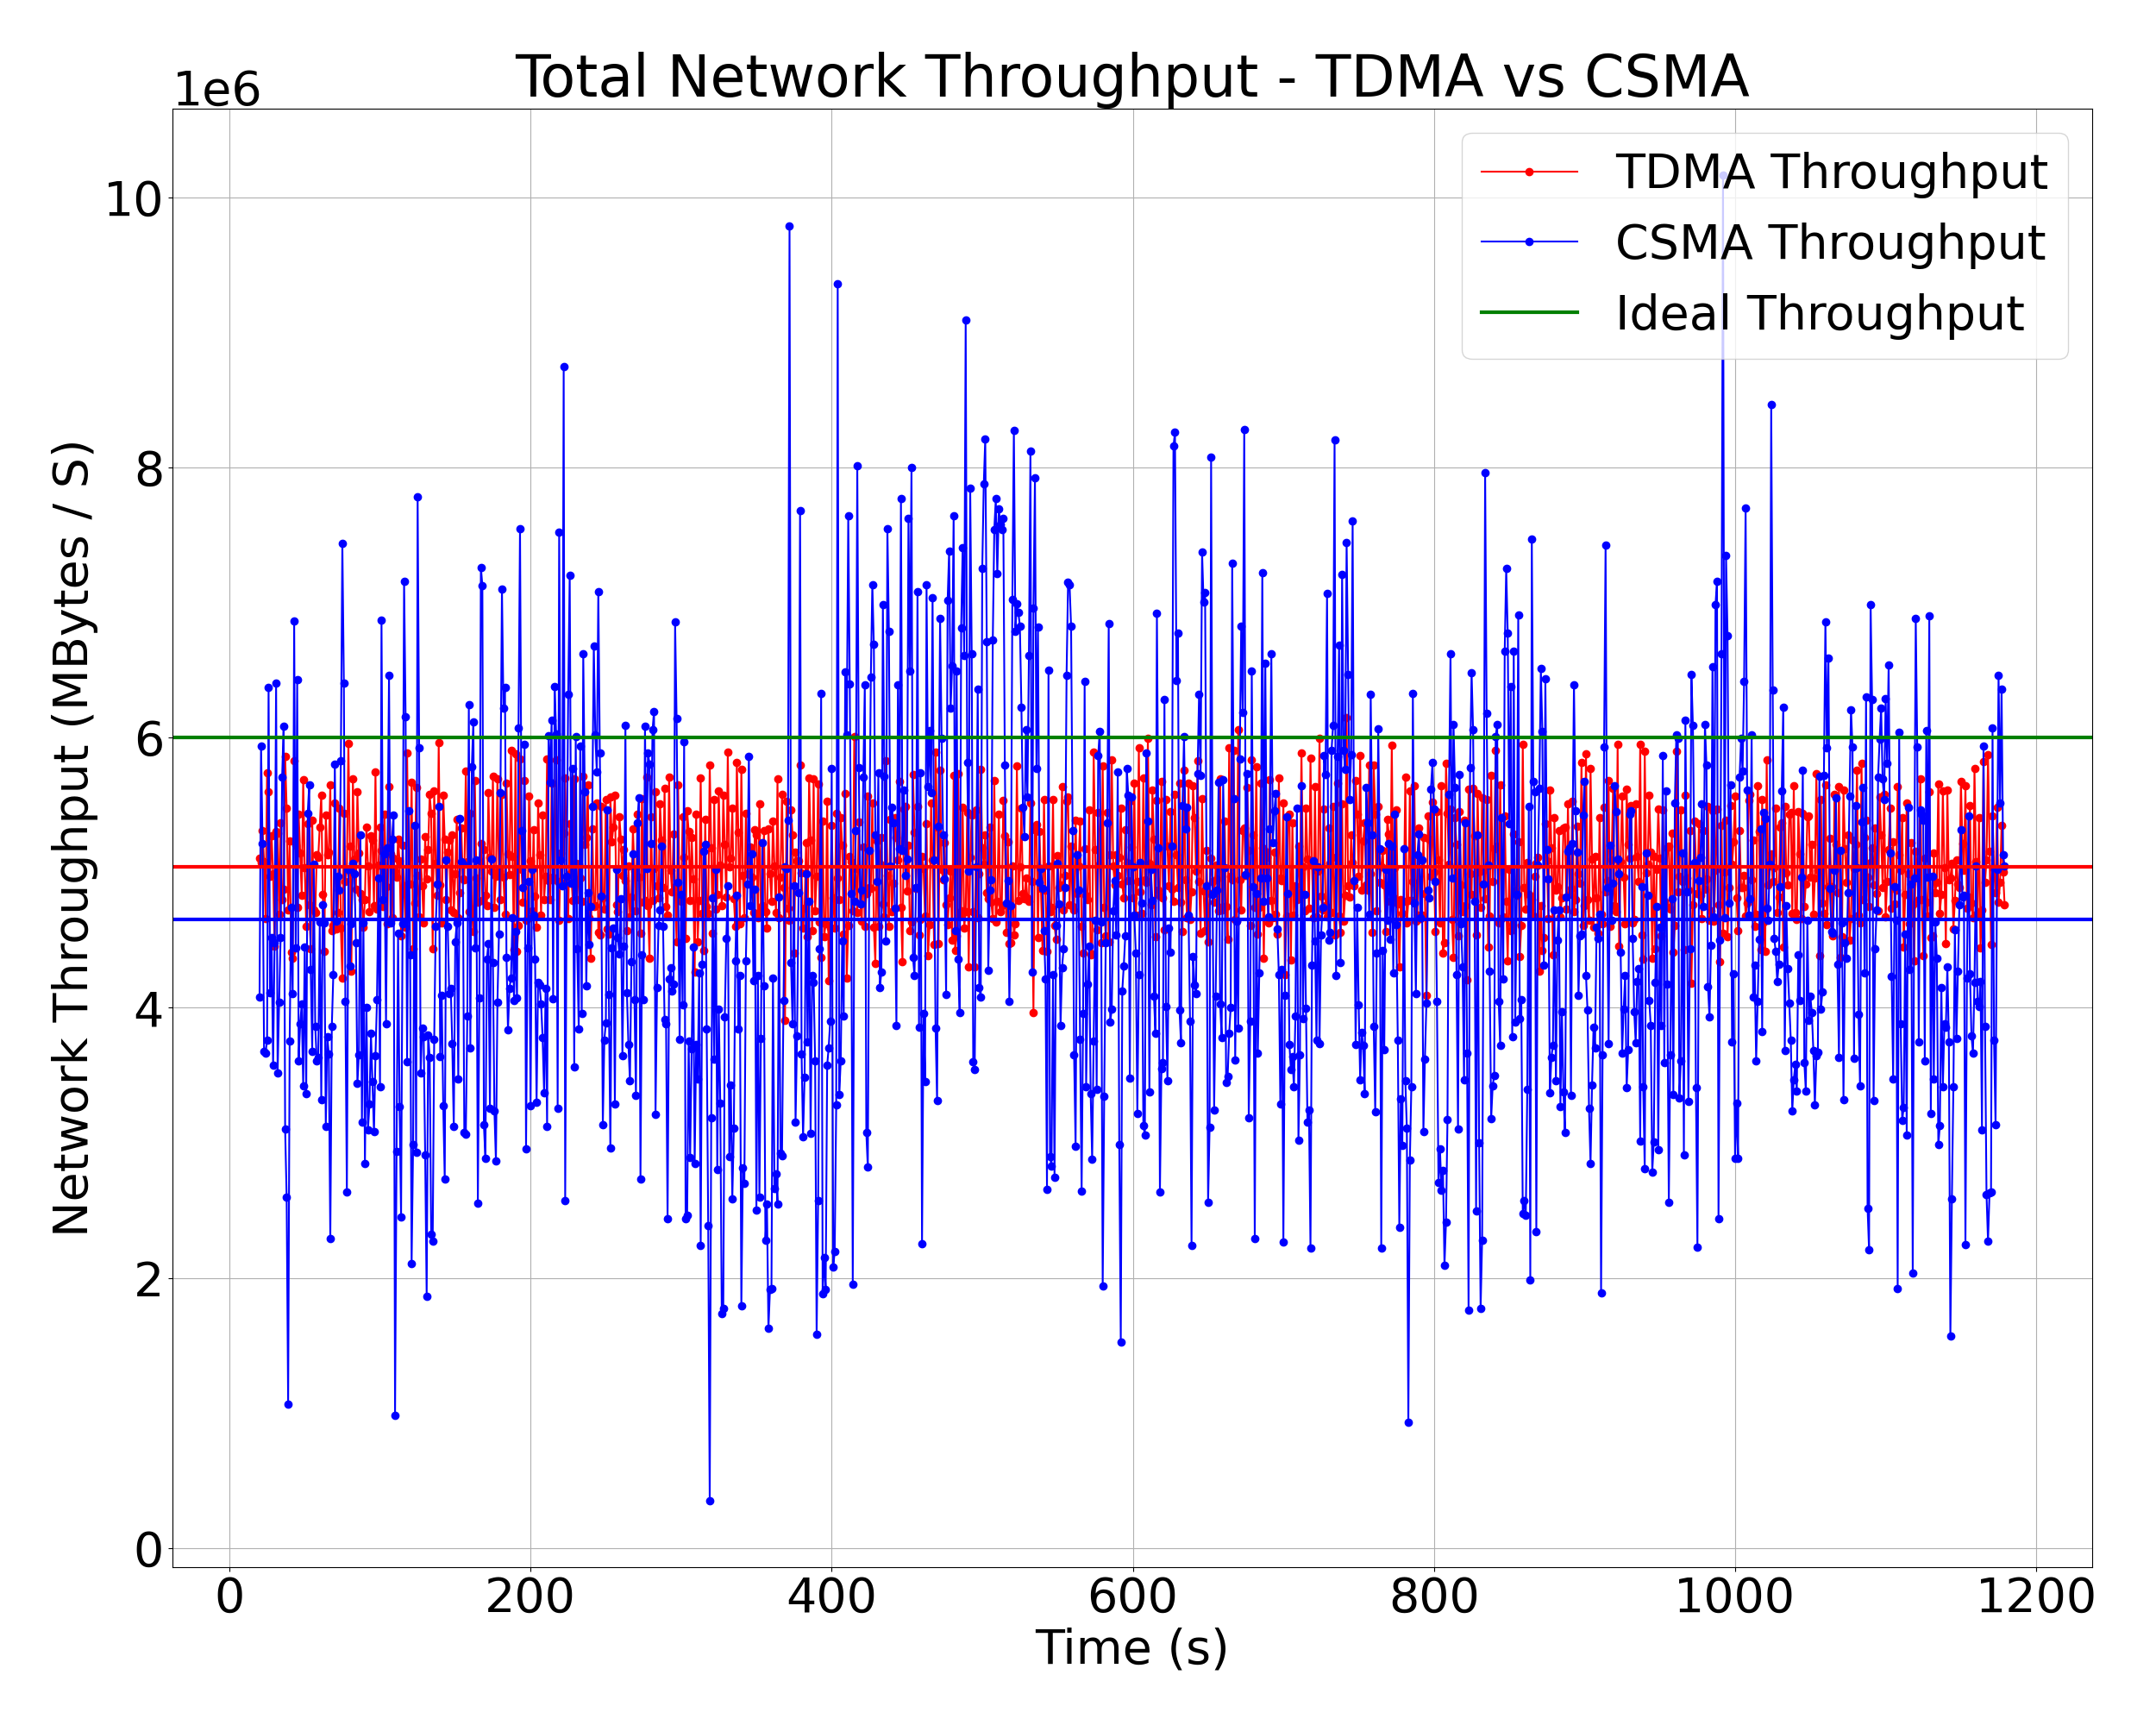 Total Network Throughput - TDMA vs CSMA
1e6
TDMA Throughput
CSMA Throughput
Ideal Throughput
Network Throughput (MBytes / S)
10
8
6
4
2
0
0 200 400 600 800 1000 1200
Time (s)